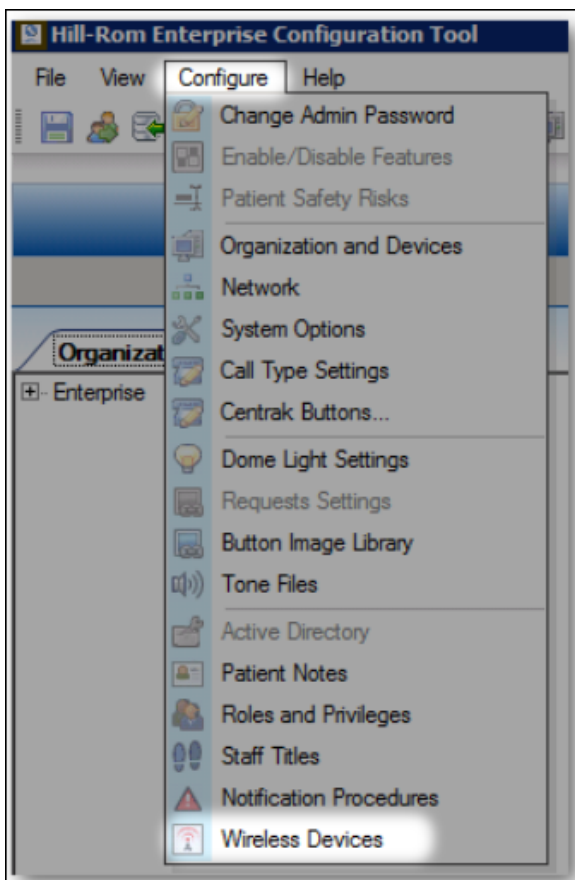 Hill-Rom Enterprise Configuration Tool
File View Configure Help
Change Admin Password
Enable/Disable Features
Patient Safety Risks
Organization and Devices
Network
System Options
Organizat
Call Type Settings
Enterprise
Centrak Buttons...
Dome Light Settings
Requests Settings
Button Image Library
Tone Files
Active Directory
Patient Notes
Roles and Privileges
Staff Titles
Notification Procedures
Wireless Devices